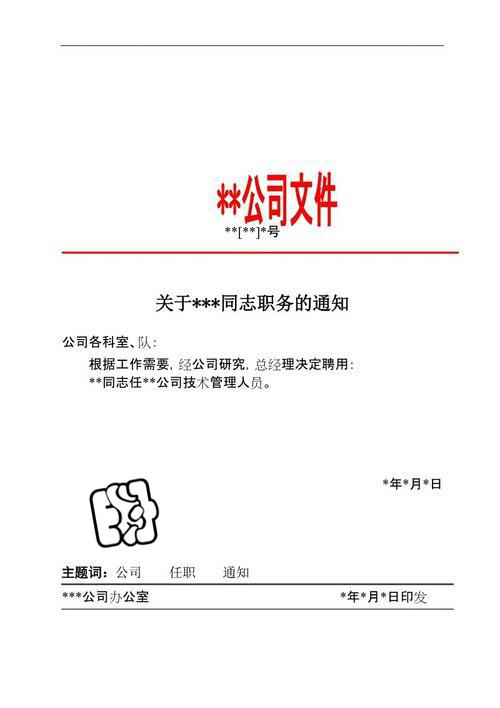 **公司文件
**[**]*号
关于***同志职务的通知
公司各科室、队：
根据工作需要, 经公司研究, 总经理决定聘用：
**同志任**公司技术管理人员。
*年*月*日
主题词：公司 任职 通知
***公司办公室 *年*月*日印发